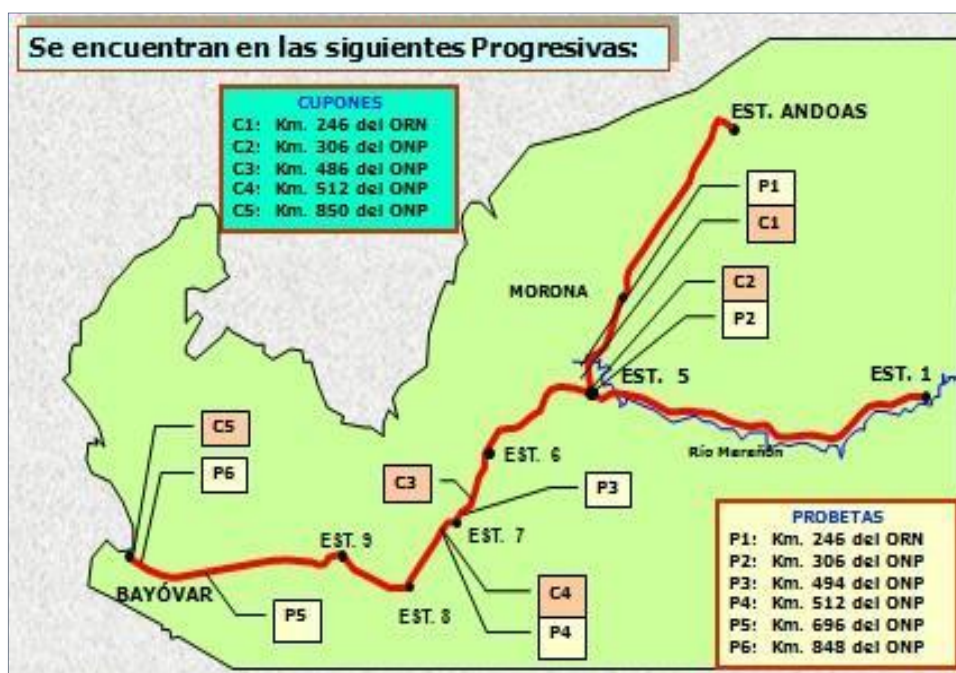 Se encuentran en las siguientes Progresivas:
CUPONES
C1: Km. 246 del ORN
C2: Km. 306 del ONP
C3: Km. 486 del ONP
C4: Km. 512 del ONP
C5: Km. 850 del ONP
EST. ANDOAS
P1
C1
MORONA
C2
P2
EST. 5
EST. 1
Río Marañón
C5
P6
EST. 6
C3
P3
EST. 7
EST. 9
BAYÓVAR
P5
EST. 8
C4
P4
PROBETAS
P1: Km. 246 del ORN
P2: Km. 306 del ONP
P3: Km. 494 del ONP
P4: Km. 512 del ONP
P5: Km. 696 del ONP
P6: Km. 848 del ONP